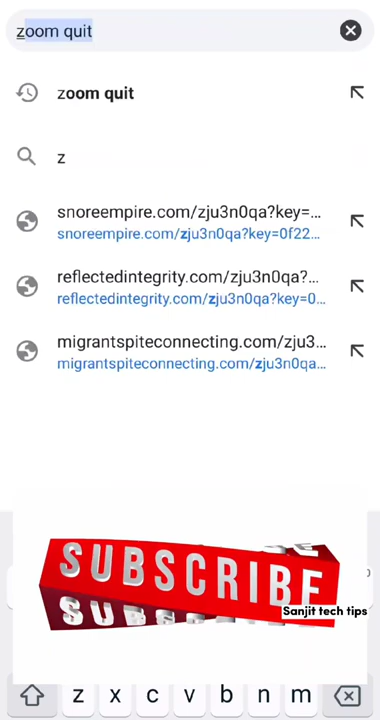 zoom quit
zoom quit
z
snoreempire.com/zju3n0qa?key=...
snoreempire.com/zju3n0qa?key=0f22...
reflectedintegrity.com/zju3n0qa?...
reflectedintegrity.com/zju3n0qa?key=0...
migrantspiteconnecting.com/zju3...
migrantspiteconnecting.com/zju3n0qa...
SUBSCRIBE
Sanjit tech tips
z x c v b n m